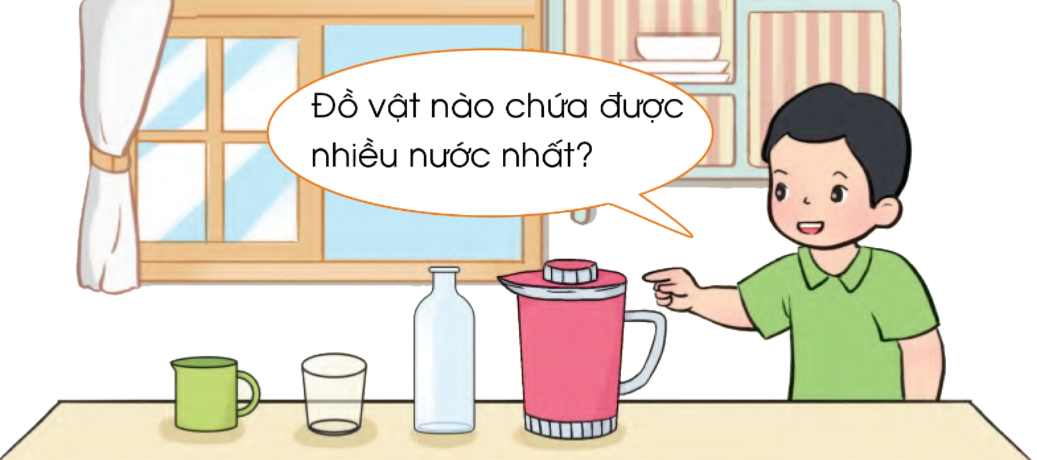 Đồ vật nào chứa được
nhiều nước nhất?